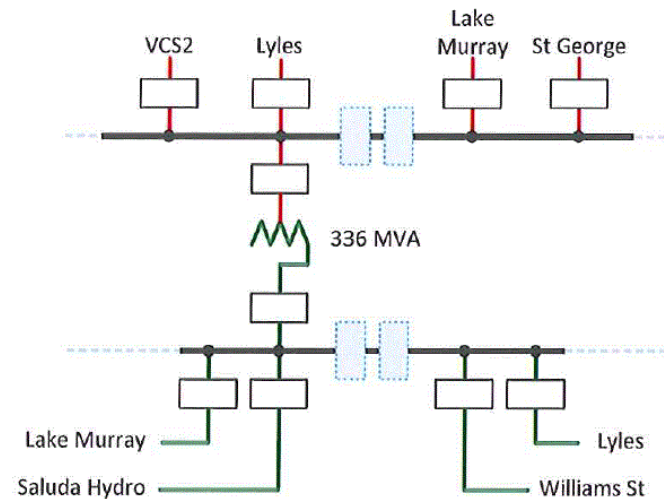 VCS2
Lyles
Lake
Murray
St George
336 MVA
Lake Murray
Lyles
Saluda Hydro
Williams St